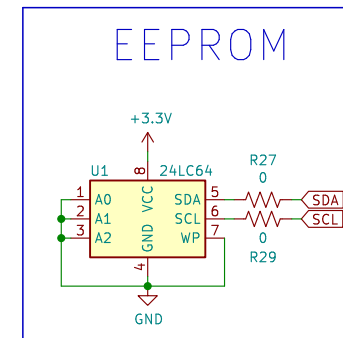 EEPROM
+3.3V
U1 8 24LC64 R27
0
1 A0 VCC SDA 5 SDA
2 A1 SCL 6 SCL
3 A2 GND WP 7 0
4 R29
GND